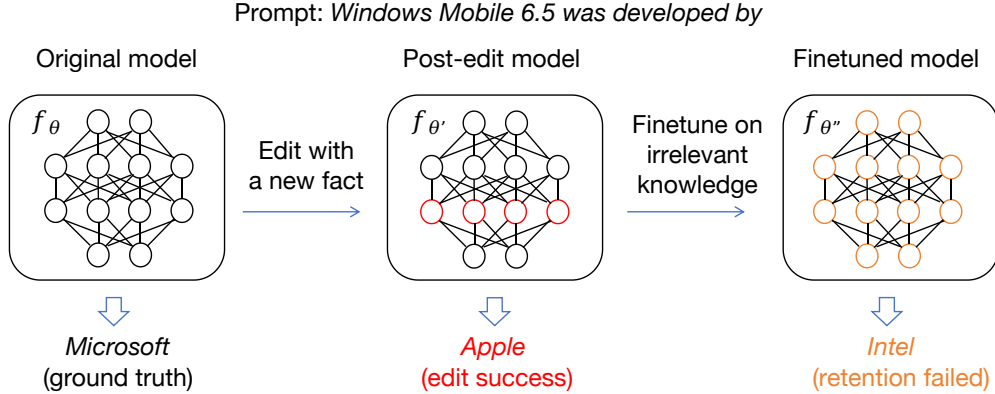 Prompt: Windows Mobile 6.5 was developed by
Original model
Post-edit model
Finetuned model
fθ
fθ'
fθ"
Edit with
a new fact
Finetune on
irrelevant
knowledge
Microsoft
(ground truth)
Apple
(edit success)
Intel
(retention failed)